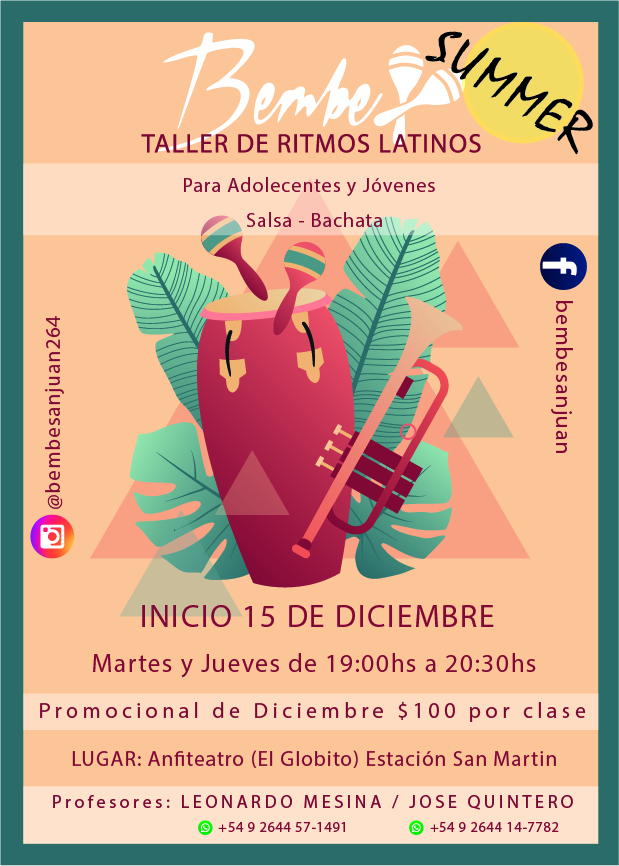 Bembe
SUMMER
TALLER DE RITMOS LATINOS
Para Adolecentes y Jóvenes
Salsa - Bachata
bembesanjuan
@bembesanjuan264
INICIO 15 DE DICIEMBRE
Martes y Jueves de 19:00hs a 20:30hs
Promocional de Diciembre $100 por clase
LUGAR: Anfiteatro (El Globito) Estación San Martin
Profesores: LEONARDO MESINA / JOSE QUINTERO
+54 9 2644 57-1491 +54 9 2644 14-7782